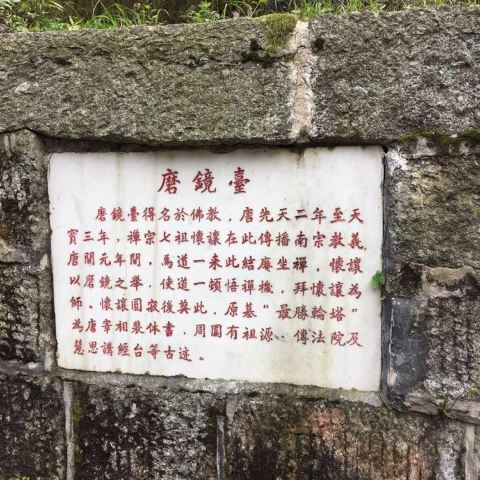 磨鏡臺
磨鏡臺得名於佛教，唐先天二年至天
寶三年，禪宗七祖懷讓在此傳播南宗教義，
唐開元年間，馬道一来此結庵坐禪，懷讓
以磨鏡之舉，使道一頓悟禪機，拜懷讓為
師。懷讓圓寂後奠此，原墓“最勝輪塔”
為唐宰相裴休書，周圍有祖源、傳法院及
慧思講經台等古迹。